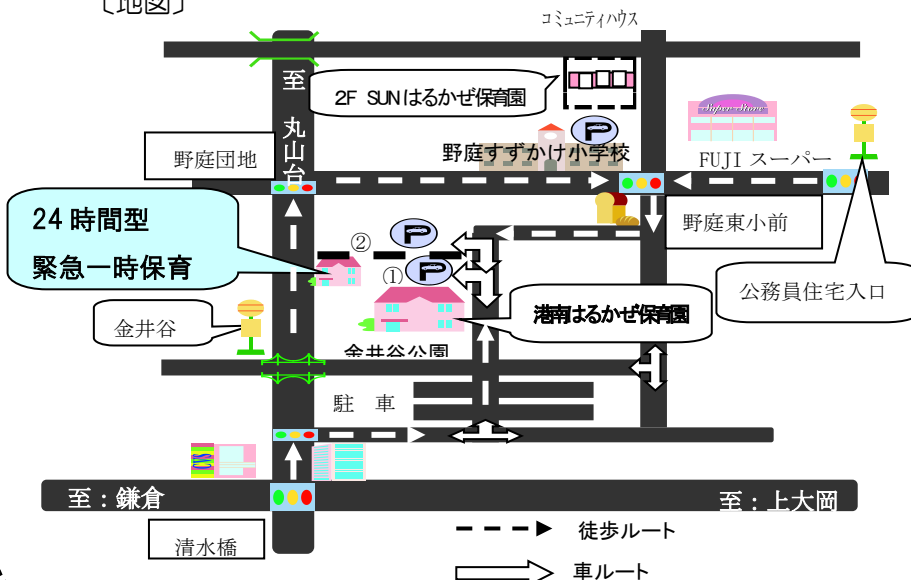 〔地図〕
コミュニティハウス
至
丸山台
2F SUNはるかぜ保育園
Super Store
P
野庭団地
野庭すずかけ小学校
FUJI スーパー
24時間型
緊急一時保育
②
P
①
P
野庭東小前
公務員住宅入口
金井谷
港南はるかぜ保育園
金井谷公園
駐 車
至：鎌倉
至：上大岡
清水橋
徒歩ルート
車ルート